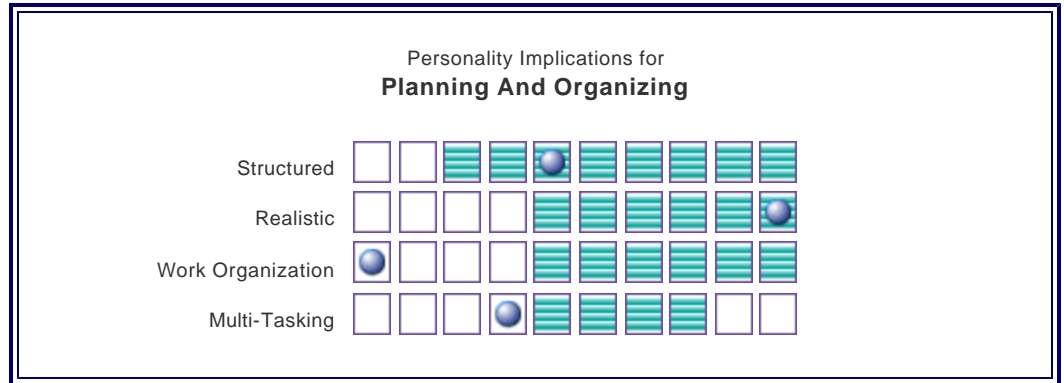 Personality Implications for
Planning And Organizing
Structured
Realistic
Work Organization
Multi-Tasking